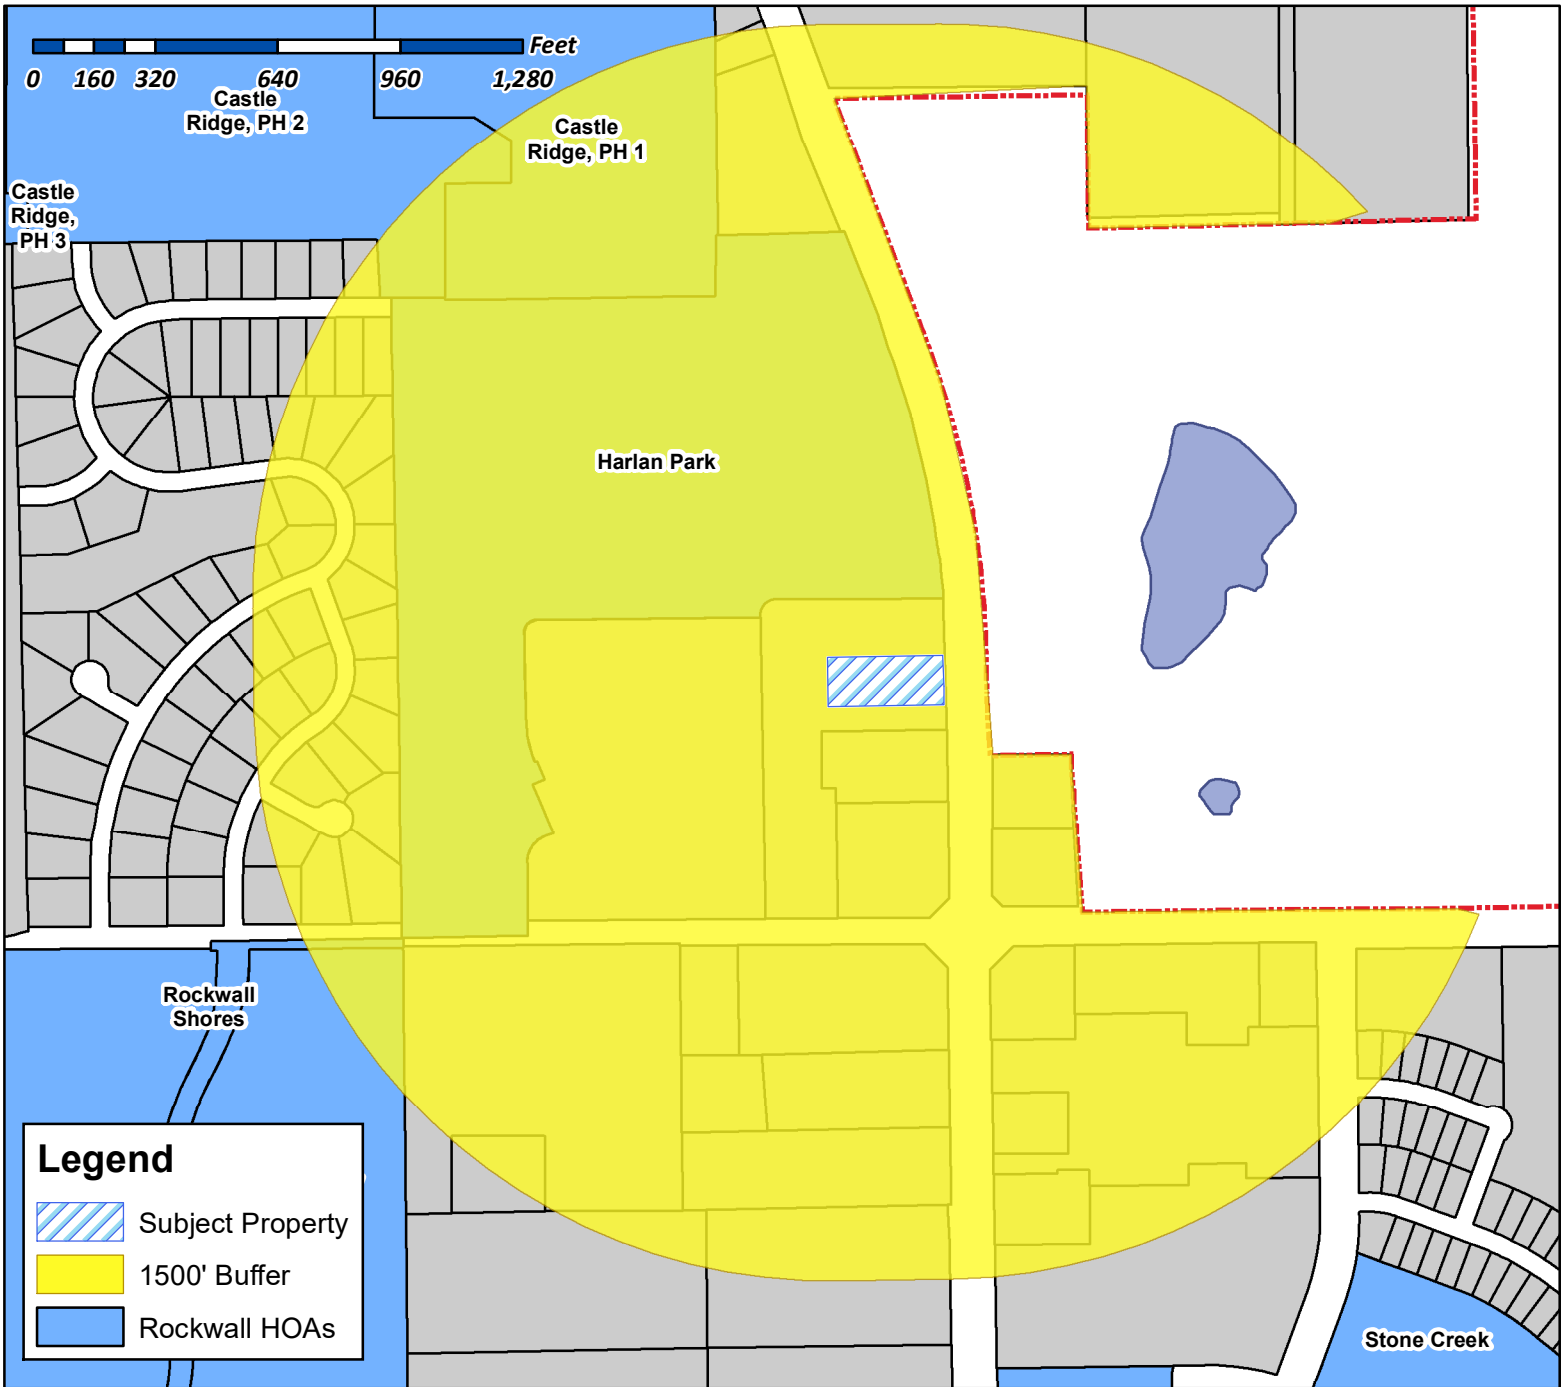 Feet
0 160 320 640 960 1,280
Castle
Ridge, PH 2
Castle
Ridge, PH 1
Castle
Ridge,
PH 3
Harlan Park
Rockwall
Shores
Legend
Subject Property
1500' Buffer
Rockwall HOAs
Stone Creek